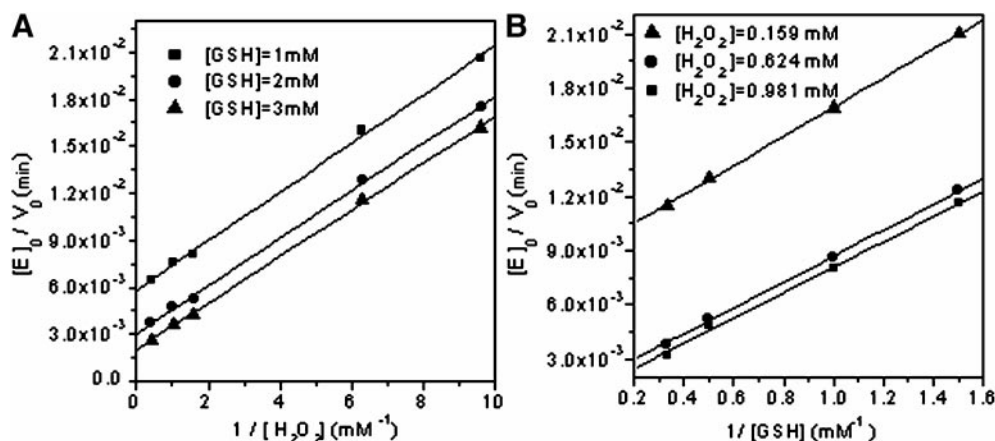 A
[GSH]=1mM
[GSH]=2mM
[GSH]=3mM
2.1x10⁻²
1.8x10⁻²
1.5x10⁻²
1.2x10⁻²
9.0x10⁻³
6.0x10⁻³
3.0x10⁻³
0.0
[E]₀ / V₀ (min)
0 2 4 6 8 10
1 / [H₂O₂] (mM⁻¹)
B
[H₂O₂]=0.159 mM
[H₂O₂]=0.624 mM
[H₂O₂]=0.981 mM
2.1x10⁻²
1.8x10⁻²
1.5x10⁻²
1.2x10⁻²
9.0x10⁻³
6.0x10⁻³
3.0x10⁻³
[E]₀ / V₀ (min)
0.2 0.4 0.6 0.8 1.0 1.2 1.4 1.6
1/[GSH] (mM⁻¹)